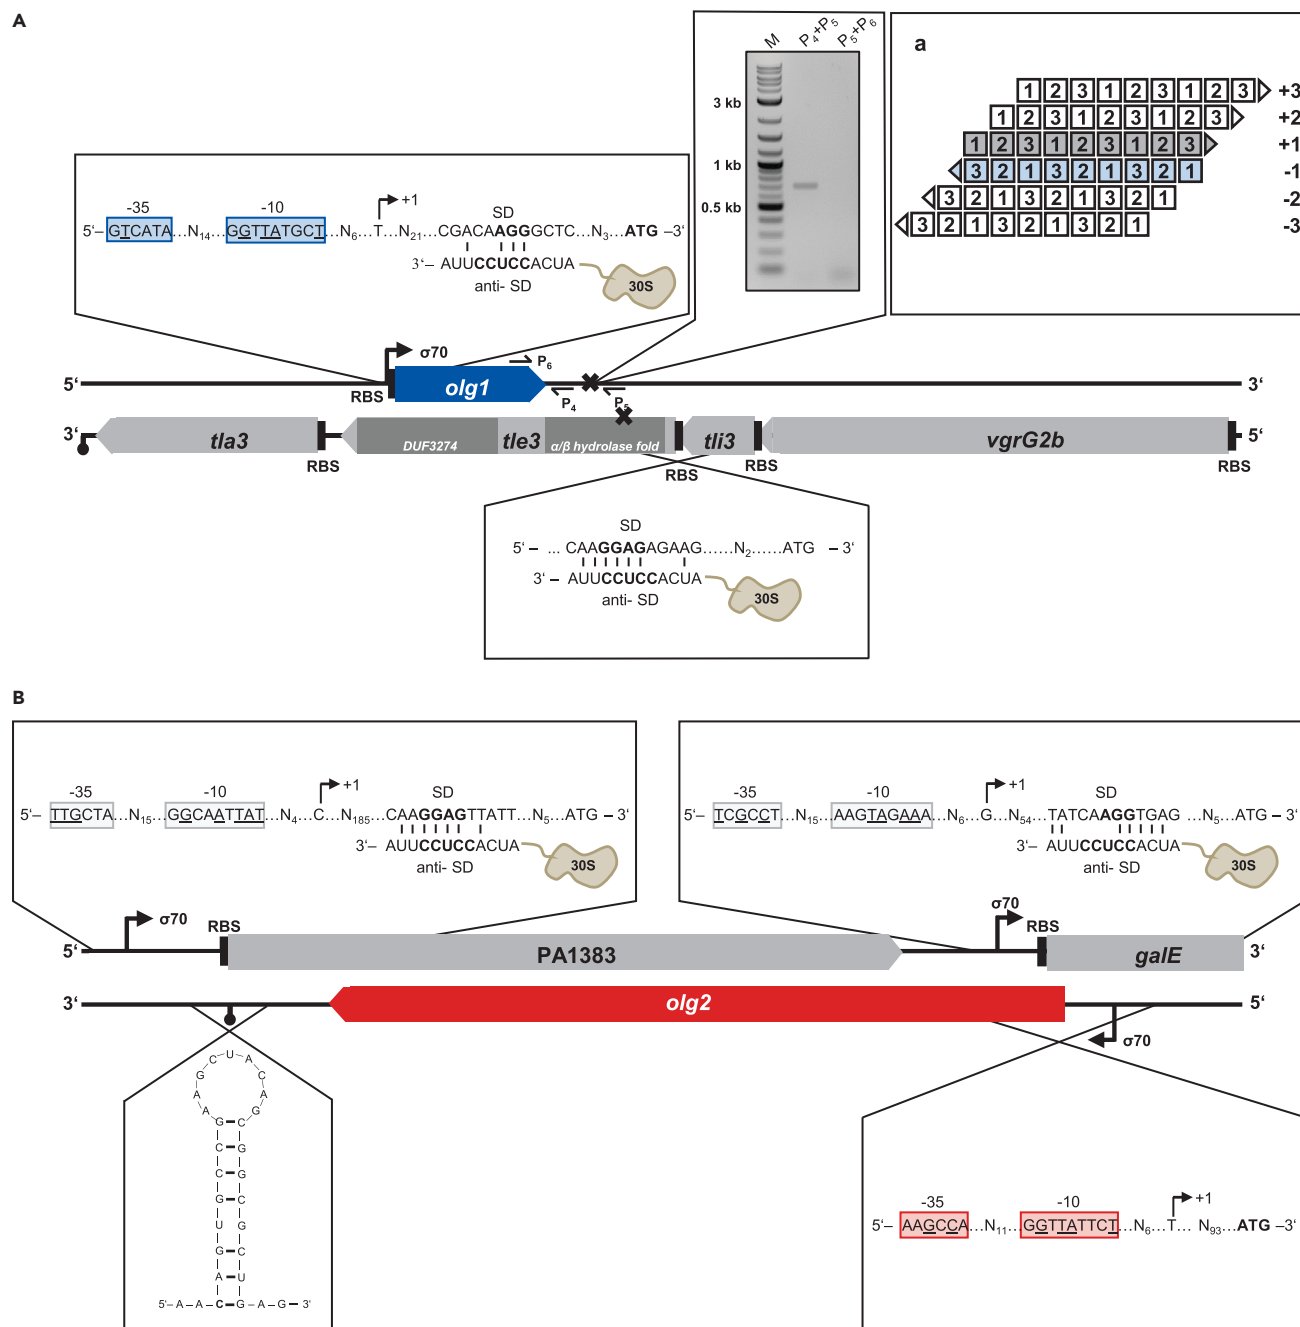 A
M P4+P5 P5+P6
3 kb
1 kb
0.5 kb
a
1 2 3 1 2 3 1 2 3 +3
1 2 3 1 2 3 1 2 3 +2
1 2 3 1 2 3 1 2 3 +1
3 2 1 3 2 1 3 2 1 -1
3 2 1 3 2 1 3 2 1 -2
3 2 1 3 2 1 3 2 1 -3
-35 -10 +1 SD
5‘– GTCATA...N14...GGTTATGCT...N6...T...N21...CGACAAGGGCTC...N3...ATG –3‘
3‘– AUUCCUCCACUA
anti- SD 30S
σ70
5‘ RBS olg1 P6 P4 P5 3‘
3‘ tla3 RBS DUF3274 tle3 α/β hydrolase fold RBS tli3 RBS vgrG2b RBS 5‘
SD
5‘ – ... CAAGGAGAGAAG......N2......ATG – 3‘
3‘ – AUUCCUCCACUA
anti- SD 30S
B
-35 -10 +1 SD
5‘– TTGCTA...N15...GGCAATTAT...N4...C...N185...CAAGGAGTTATT...N5...ATG – 3‘
3‘– AUUCCUCCACUA
anti- SD 30S
-35 -10 +1 SD
5‘– TCGCCT...N15...AAGTAGAAA...N6...G...N54...TATCAAGGTGAG...N5...ATG – 3‘
3‘– AUUCCUCCACUA
anti- SD 30S
5‘ σ70 RBS PA1383 σ70 RBS galE 3‘
3‘ olg2 σ70 5‘
5‘–A–A–C A G U G C C G A A G C U A C A G C G G C G C U G–A–G–3‘
-35 -10 +1
5‘– AAGCCA...N11...GGTTATTCT...N6...T... N93...ATG –3‘